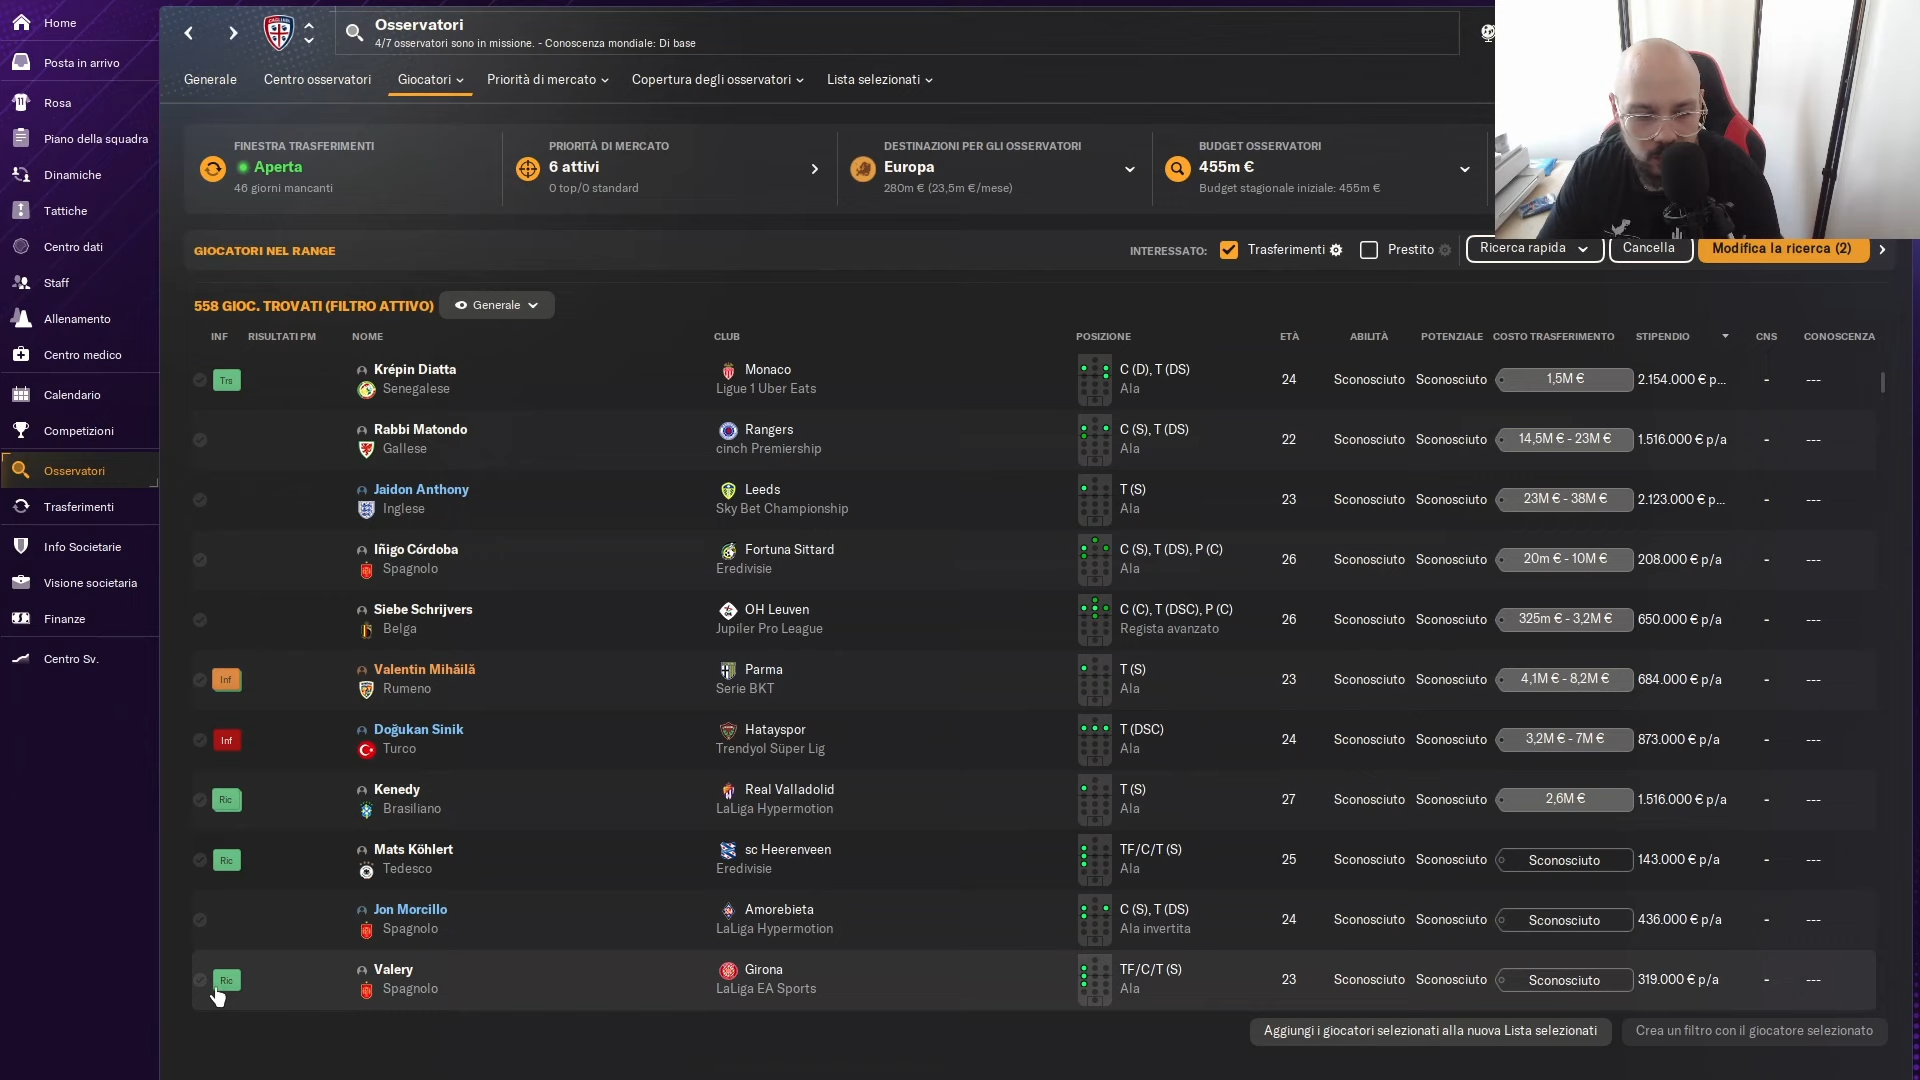 Home
Posta in arrivo
Rosa
Piano della squadra
Dinamiche
Tattiche
Centro dati
Staff
Allenamento
Centro medico
Calendario
Competizioni
Osservatori
Trasferimenti
Info Societarie
Visione societaria
Finanze
Centro Sv.
Osservatori
4/7 osservatori sono in missione. - Conoscenza mondiale: Di base
Generale Centro osservatori Giocatori Priorità di mercato Copertura degli osservatori Lista selezionati
FINESTRA TRASFERIMENTI
Aperta
46 giorni mancanti
PRIORITÀ DI MERCATO
6 attivi
0 top/0 standard
DESTINAZIONI PER GLI OSSERVATORI
Europa
280m € (23,5m €/mese)
BUDGET OSSERVATORI
455m €
Budget stagionale iniziale: 455m €
GIOCATORI NEL RANGE
INTERESSATO: Trasferimenti Prestito Ricerca rapida Cancella Modifica la ricerca (2)
558 GIOC. TROVATI (FILTRO ATTIVO) Generale
INF RISULTATI PM NOME CLUB POSIZIONE ETÀ ABILITÀ POTENZIALE COSTO TRASFERIMENTO STIPENDIO CNS CONOSCENZA
Krépin Diatta Monaco C (D), T (DS)
Trs 24 Sconosciuto Sconosciuto 1,5M € 2.154.000 € p... - ---
Senegalese Ligue 1 Uber Eats Ala
Rabbi Matondo Rangers C (S), T (DS)
22 Sconosciuto Sconosciuto 14,5M € - 23M € 1.516.000 € p/a - ---
Gallese cinch Premiership Ala
Jaidon Anthony Leeds T (S)
23 Sconosciuto Sconosciuto 23M € - 38M € 2.123.000 € p... - ---
Inglese Sky Bet Championship Ala
Iñigo Córdoba Fortuna Sittard C (S), T (DS), P (C)
26 Sconosciuto Sconosciuto 20m € - 10M € 208.000 € p/a - ---
Spagnolo Eredivisie Ala
Siebe Schrijvers OH Leuven C (C), T (DSC), P (C)
26 Sconosciuto Sconosciuto 325m € - 3,2M € 650.000 € p/a - ---
Belga Jupiler Pro League Regista avanzato
Valentin Mihăilă Parma T (S)
Inf 23 Sconosciuto Sconosciuto 4,1M € - 8,2M € 684.000 € p/a - ---
Rumeno Serie BKT Ala
Doğukan Sinik Hatayspor T (DSC)
Inf 24 Sconosciuto Sconosciuto 3,2M € - 7M € 873.000 € p/a - ---
Turco Trendyol Süper Lig Ala
Kenedy Real Valladolid T (S)
Ric 27 Sconosciuto Sconosciuto 2,6M € 1.516.000 € p/a - ---
Brasiliano LaLiga Hypermotion Ala
Mats Köhlert sc Heerenveen TF/C/T (S)
Ric 25 Sconosciuto Sconosciuto Sconosciuto 143.000 € p/a - ---
Tedesco Eredivisie Ala
Jon Morcillo Amorebieta C (S), T (DS)
24 Sconosciuto Sconosciuto Sconosciuto 436.000 € p/a - ---
Spagnolo LaLiga Hypermotion Ala invertita
Valery Girona TF/C/T (S)
Ric 23 Sconosciuto Sconosciuto Sconosciuto 319.000 € p/a - ---
Spagnolo LaLiga EA Sports Ala
Aggiungi i giocatori selezionati alla nuova Lista selezionati Crea un filtro con il giocatore selezionato